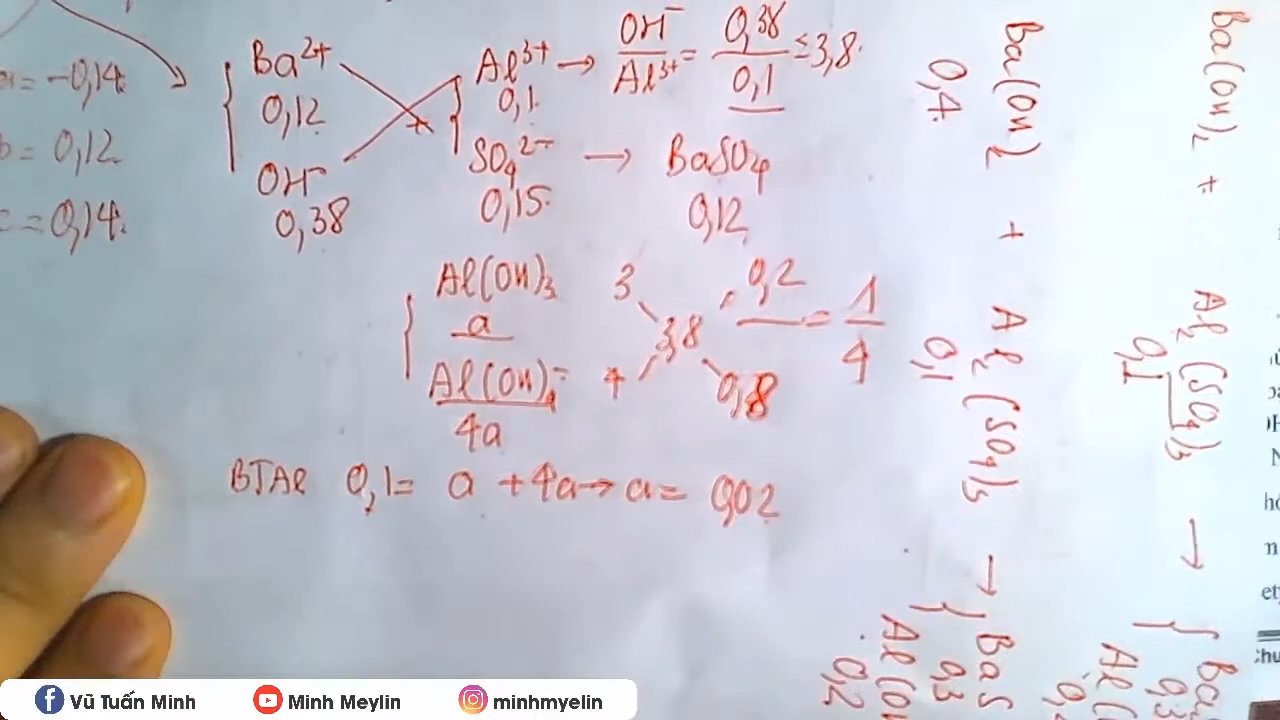 a = -0,14
b = 0,12
c = 0,14
Ba²⁺
0,12
OH⁻
0,38
Al³⁺ → OH⁻/Al³⁺ = 0,38/0,1 = 3,8
0,1
SO₄²⁻ → BaSO₄
0,15
0,12
Al(OH)₃ 3 0,2 = 1/4
a
3,8
Al(OH)₄⁻ 4 0,8
4a
BTAl 0,1 = a + 4a → a = 0,02
Ba(OH)₂ + Al₂(SO₄)₃ → { BaS
0,4 0,1 0,3
Al(OH
0,2
Ba(OH)₂ + Al₂(SO₄)₃ → { Ba
0,1 0,3
Al(
Vũ Tuấn Minh
Minh Meylin
minhmyelin